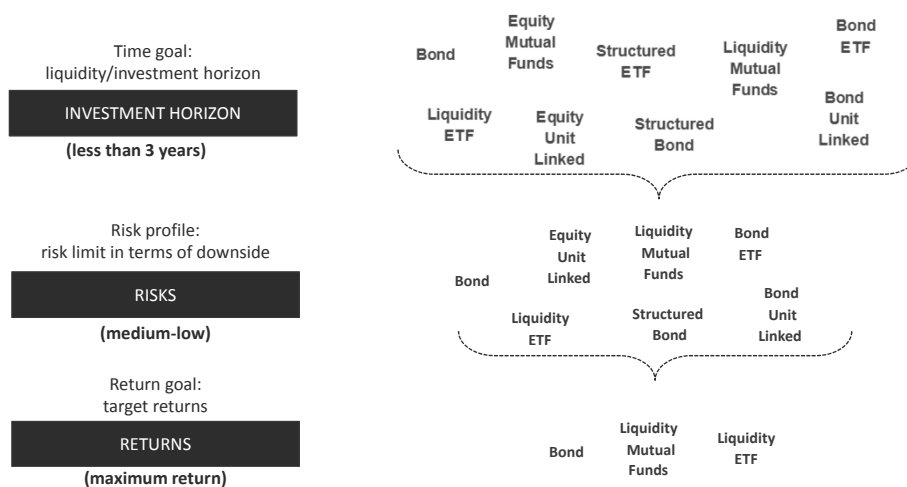 Time goal:
liquidity/investment horizon
INVESTMENT HORIZON
(less than 3 years)
Bond
Equity
Mutual
Funds
Structured
ETF
Liquidity
Mutual
Funds
Bond
ETF
Liquidity
ETF
Equity
Unit
Linked
Structured
Bond
Bond
Unit
Linked
Risk profile:
risk limit in terms of downside
RISKS
(medium-low)
Bond
Equity
Unit
Linked
Liquidity
Mutual
Funds
Bond
ETF
Liquidity
ETF
Structured
Bond
Bond
Unit
Linked
Return goal:
target returns
RETURNS
(maximum return)
Bond
Liquidity
Mutual
Funds
Liquidity
ETF